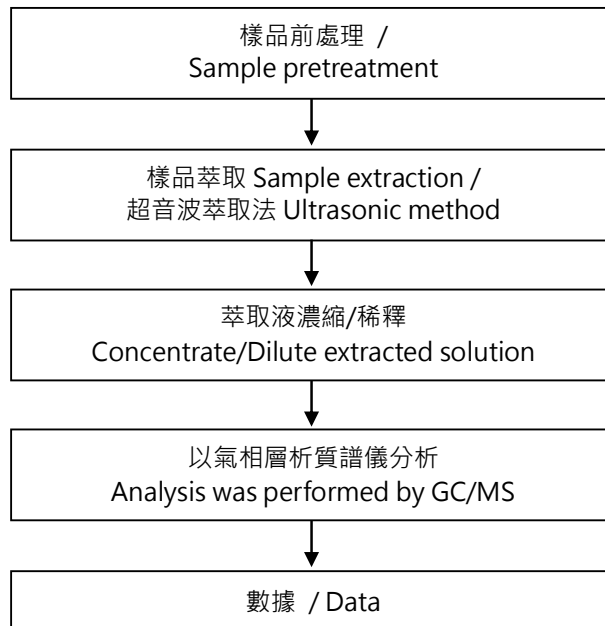 樣品前處理 /
Sample pretreatment
樣品萃取 Sample extraction /
超音波萃取法 Ultrasonic method
萃取液濃縮/稀釋
Concentrate/Dilute extracted solution
以氣相層析質譜儀分析
Analysis was performed by GC/MS
數據 / Data